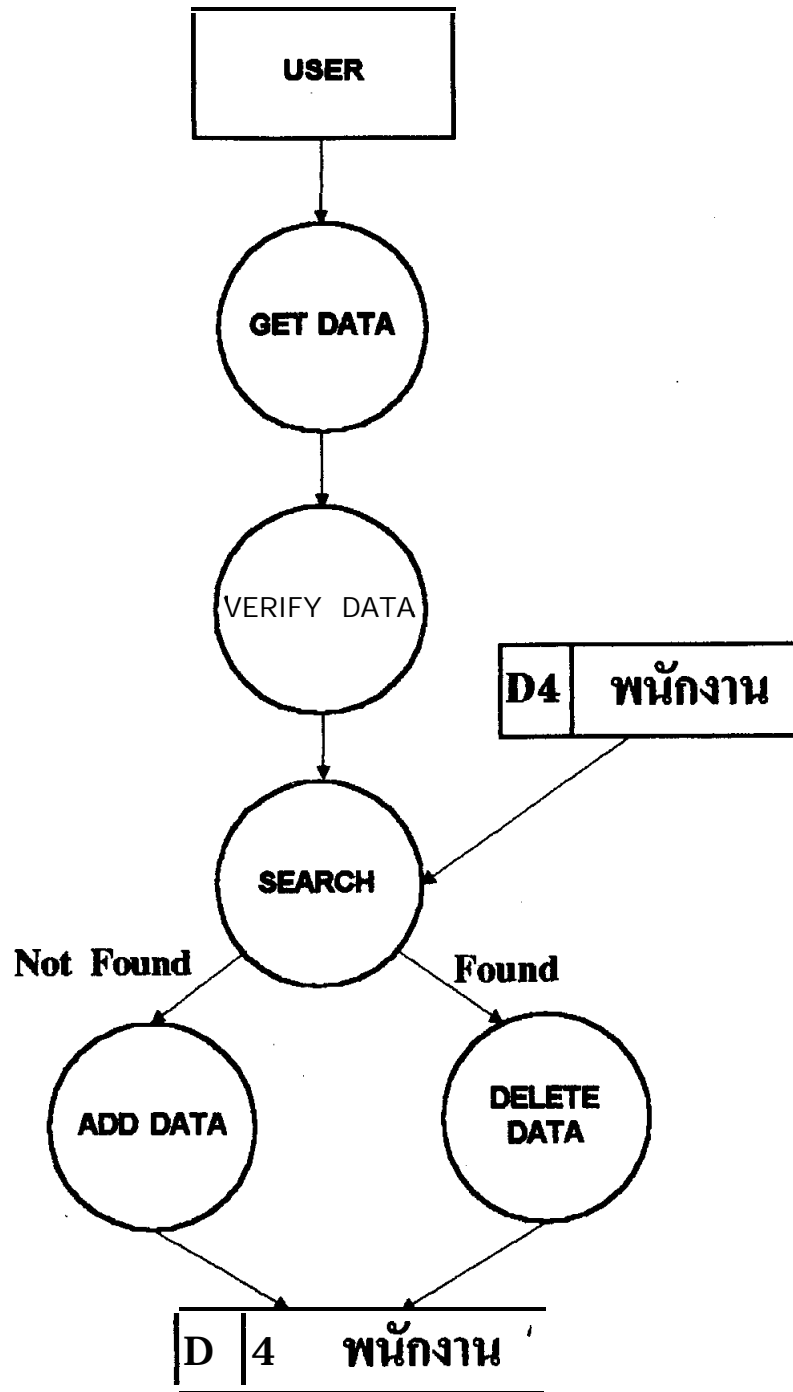 USER
GET DATA
VERIFY DATA
D4 พนักงาน
SEARCH
Not Found
Found
ADD DATA
DELETE
DATA
D 4 พนักงาน